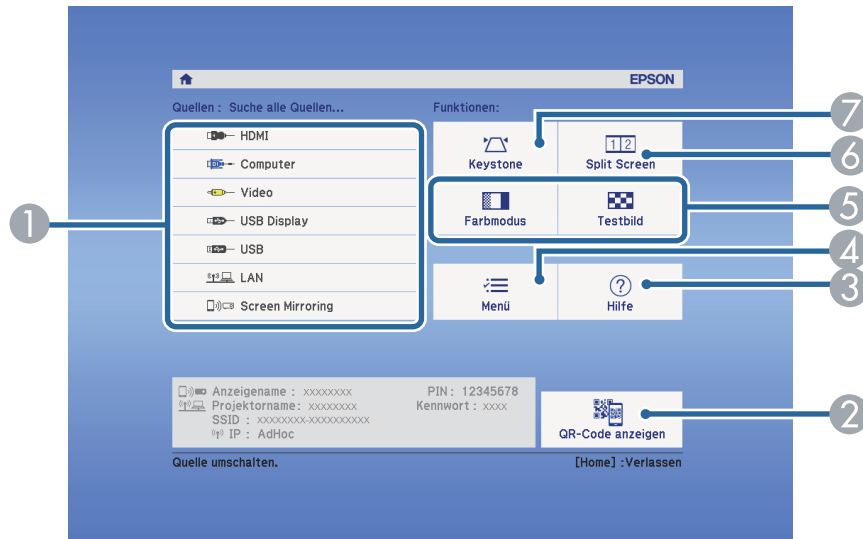 EPSON
Quellen : Suche alle Quellen...
Funktionen:
HDMI
Computer
Video
USB Display
USB
LAN
Screen Mirroring
Keystone
1 2
Split Screen
Farbmodus
Testbild
Menü
?
Hilfe
Anzeigename : xxxxxxxx
PIN : 12345678
Projektorname: xxxxxxxx
Kennwort : xxxx
SSID : xxxxxxxx-xxxxxxxxxx
IP : AdHoc
QR-Code anzeigen
Quelle umschalten.
[Home] :Verlassen
1
7
6
5
4
3
2